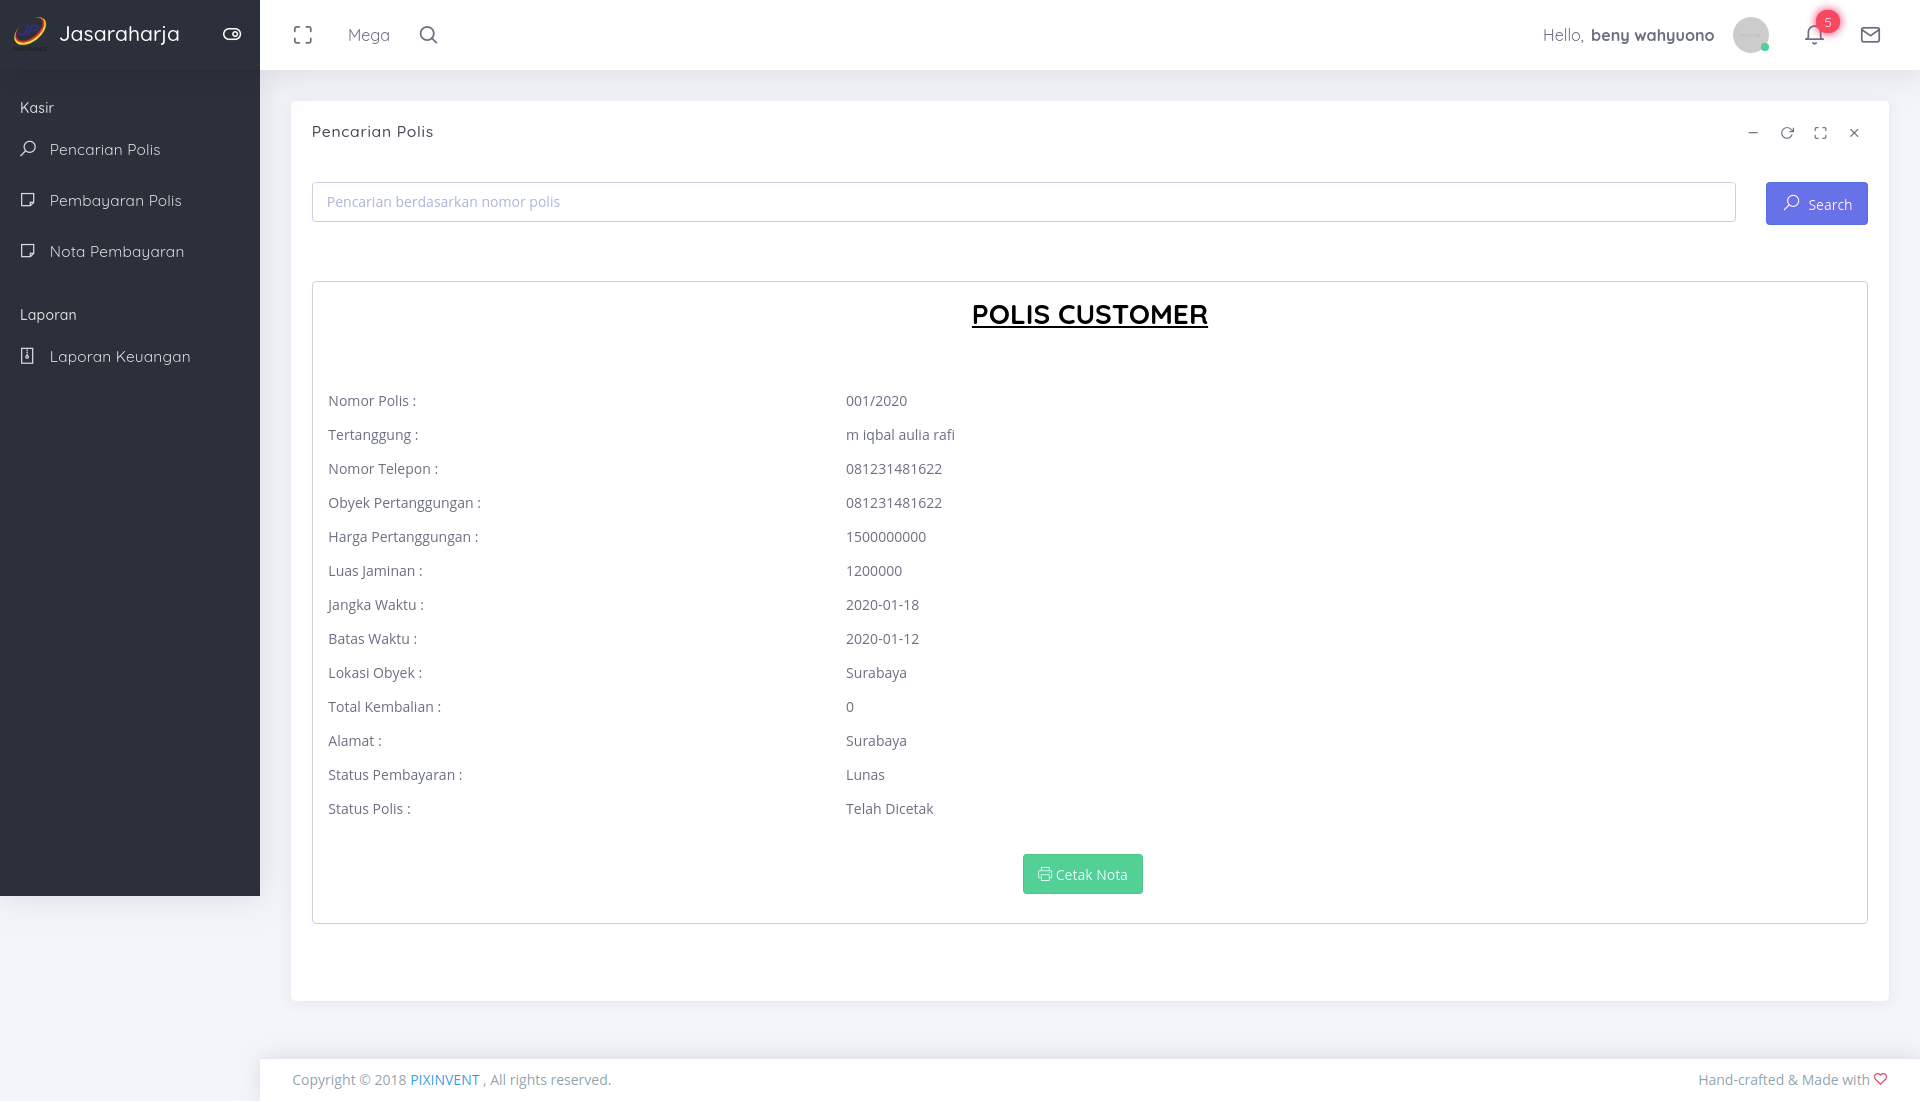 Jasaraharja
Mega
Hello, beny wahyuono
5
Kasir
Pencarian Polis
Pembayaran Polis
Nota Pembayaran
Laporan
Laporan Keuangan
Pencarian Polis
Pencarian berdasarkan nomor polis
Search
POLIS CUSTOMER
Nomor Polis : 001/2020
Tertanggung : m iqbal aulia rafi
Nomor Telepon : 081231481622
Obyek Pertanggungan : 081231481622
Harga Pertanggungan : 1500000000
Luas Jaminan : 1200000
Jangka Waktu : 2020-01-18
Batas Waktu : 2020-01-12
Lokasi Obyek : Surabaya
Total Kembalian : 0
Alamat : Surabaya
Status Pembayaran : Lunas
Status Polis : Telah Dicetak
Cetak Nota
Copyright © 2018 PIXINVENT , All rights reserved.
Hand-crafted & Made with